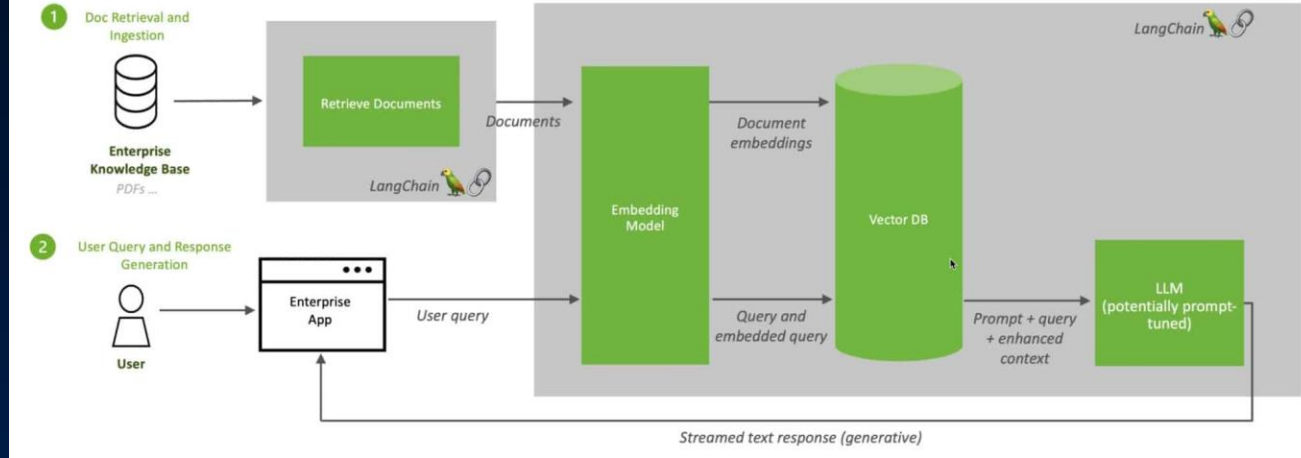 1
Doc Retrieval and
Ingestion
Enterprise
Knowledge Base
PDFs ...
Retrieve Documents
LangChain
Documents
LangChain
Embedding
Model
Document
embeddings
Vector DB
2
User Query and Response
Generation
User
Enterprise
App
User query
Query and
embedded query
Prompt + query
+ enhanced
context
LLM
(potentially prompt-
tuned)
Streamed text response (generative)